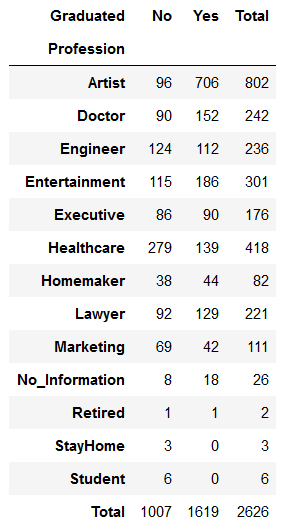 Graduated No Yes Total
Profession
Artist 96 706 802
Doctor 90 152 242
Engineer 124 112 236
Entertainment 115 186 301
Executive 86 90 176
Healthcare 279 139 418
Homemaker 38 44 82
Lawyer 92 129 221
Marketing 69 42 111
No_Information 8 18 26
Retired 1 1 2
StayHome 3 0 3
Student 6 0 6
Total 1007 1619 2626